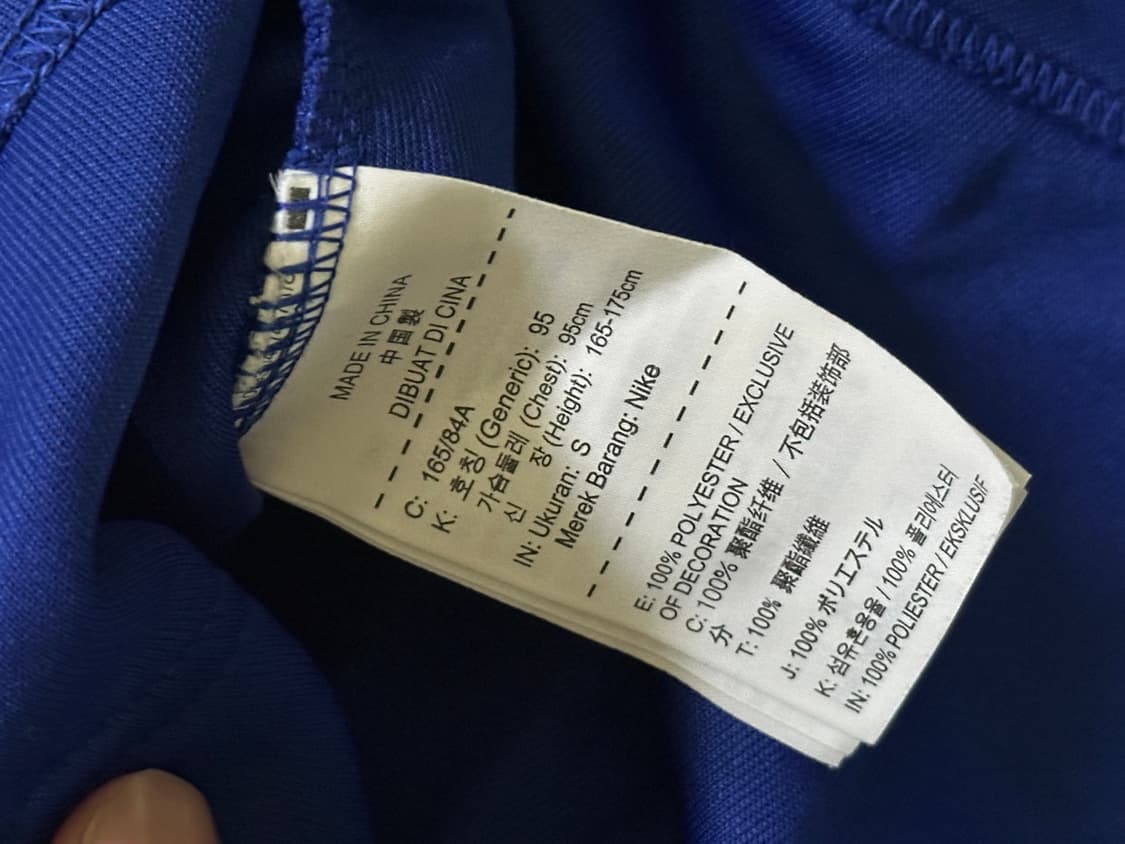 MADE IN CHINA
中国製
DIBUAT DI CINA
C: 165/84A
K: 호칭 (Generic): 95
가슴둘레 (Chest): 95cm
신 장 (Height): 165-175cm
IN: Ukuran: S
Merek Barang: Nike
E: 100% POLYESTER / EXCLUSIVE
OF DECORATION
C: 100% 聚酯纤维 / 不包括装饰部
分
T: 100% 聚酯纖維
J: 100% ポリエステル
K: 섬유혼용율 / 100% 폴리에스터
IN: 100% POLIESTER / EKSKLUSIF